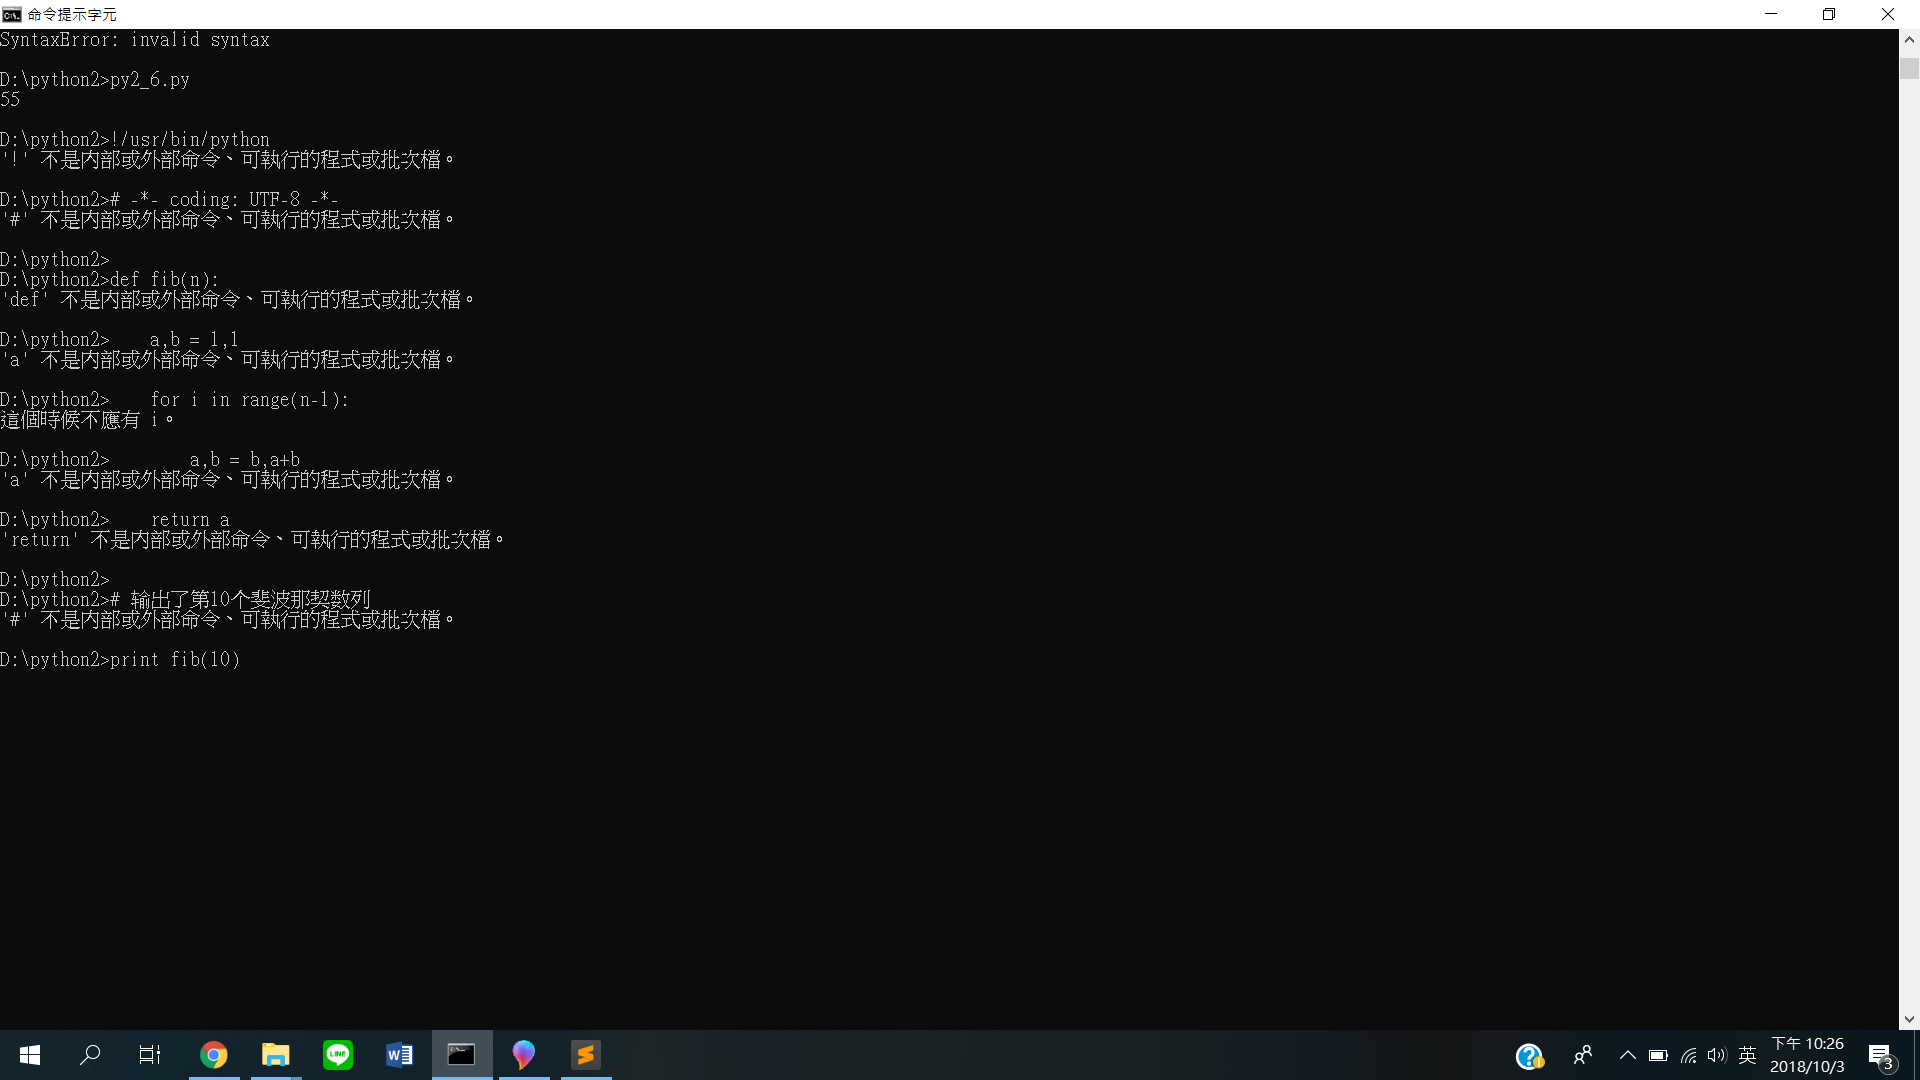 命令提示字元
SyntaxError: invalid syntax
D:\python2>py2_6.py
55
D:\python2>!/usr/bin/python
'!' 不是內部或外部命令、可執行的程式或批次檔。
D:\python2># -*- coding: UTF-8 -*-
'#' 不是內部或外部命令、可執行的程式或批次檔。
D:\python2>
D:\python2>def fib(n):
'def' 不是內部或外部命令、可執行的程式或批次檔。
D:\python2>    a,b = 1,1
'a' 不是內部或外部命令、可執行的程式或批次檔。
D:\python2>    for i in range(n-1):
這個時候不應有 i。
D:\python2>        a,b = b,a+b
'a' 不是內部或外部命令、可執行的程式或批次檔。
D:\python2>    return a
'return' 不是內部或外部命令、可執行的程式或批次檔。
D:\python2>
D:\python2># 输出了第10个斐波那契数列
'#' 不是內部或外部命令、可執行的程式或批次檔。
D:\python2>print fib(10)
LINE
英
下午 10:26
2018/10/3
3